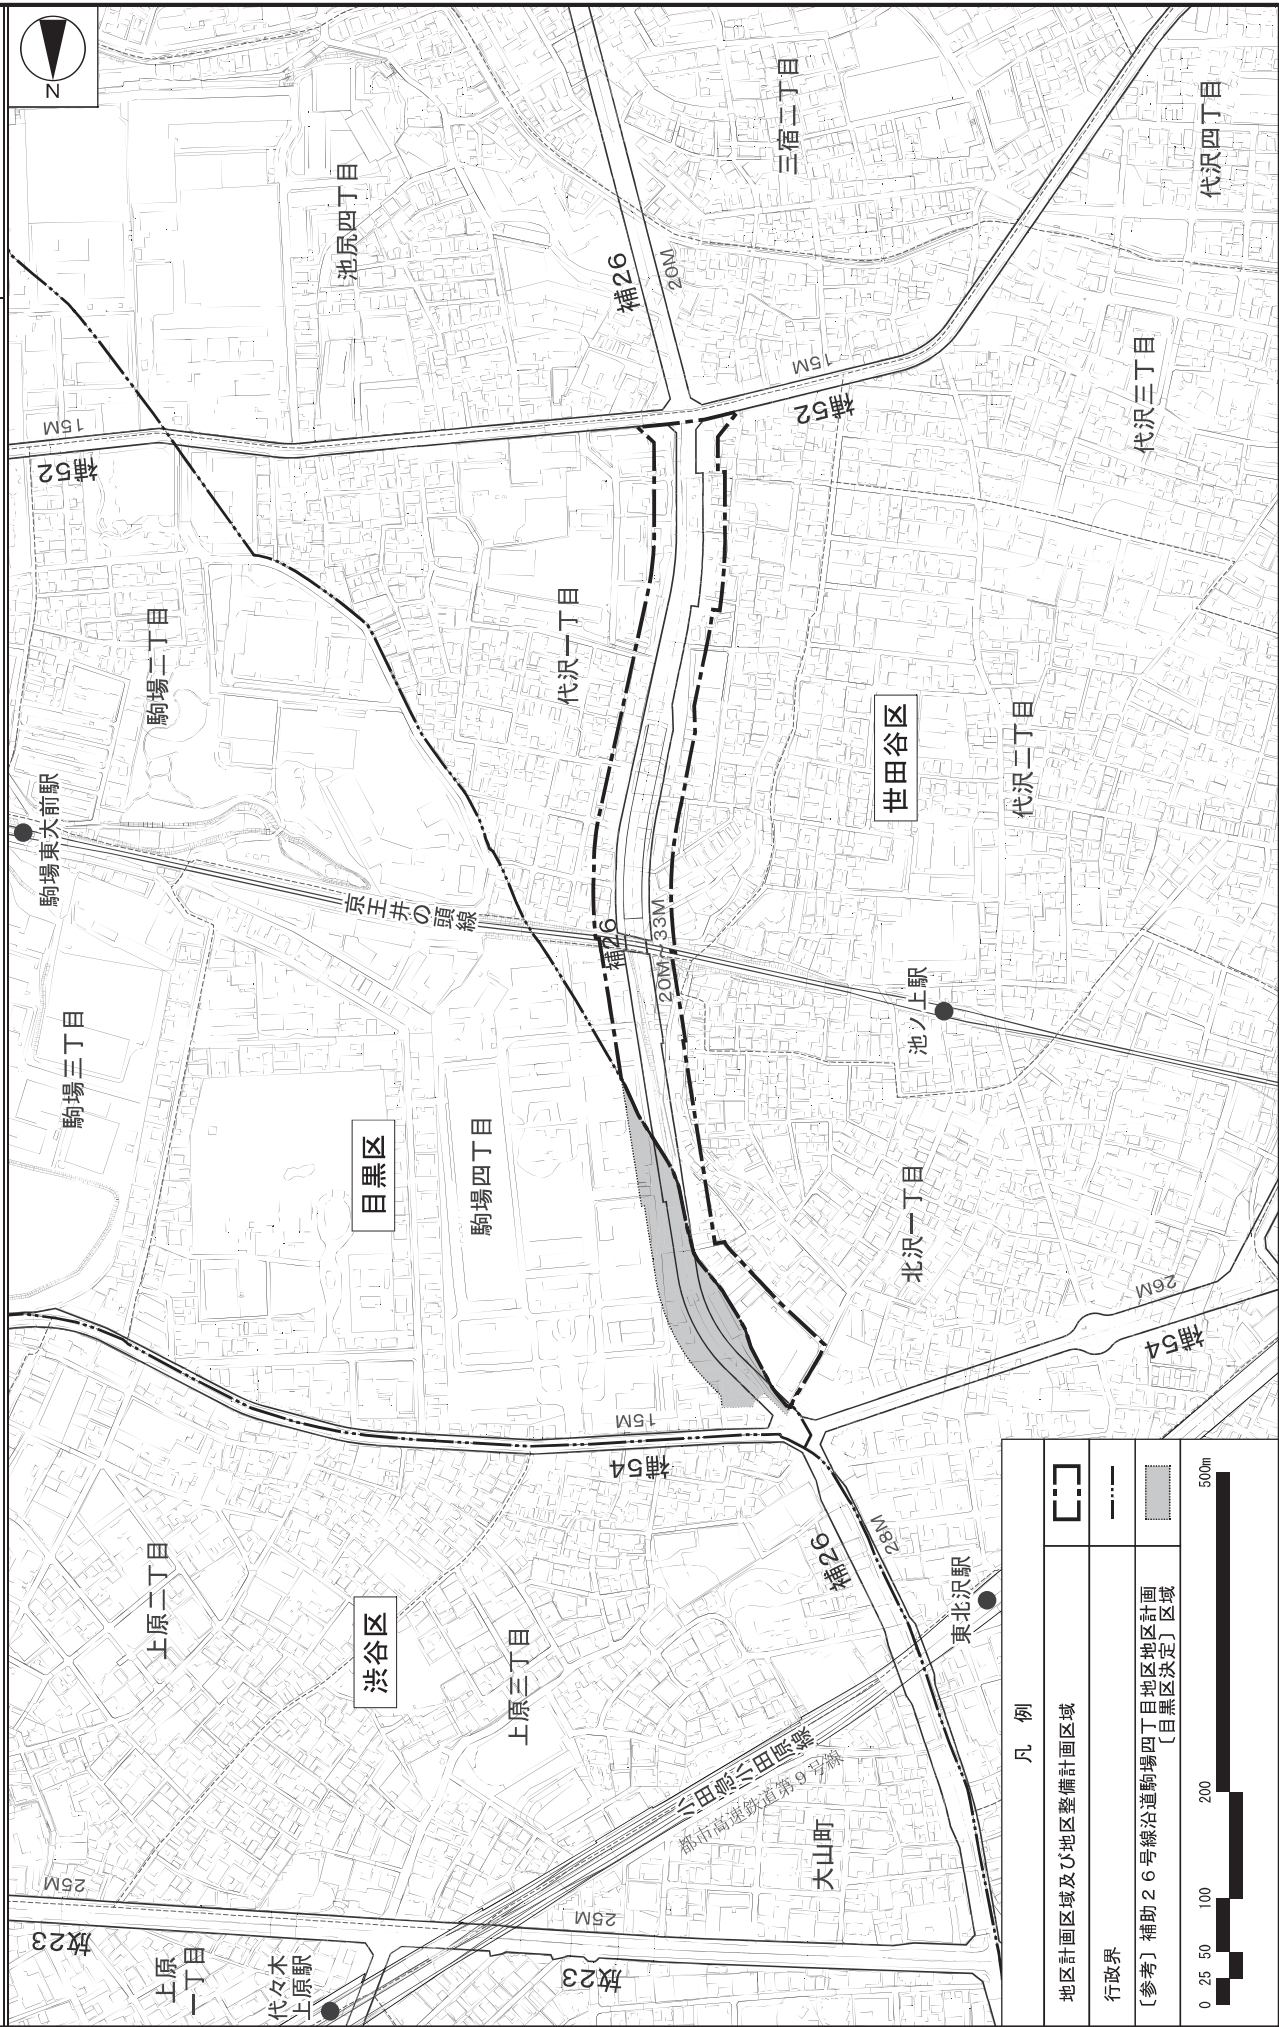 N
池尻四丁目
三宿二丁目
代沢四丁目
補26
20M
15M
補52
15M
補52
代沢三丁目
駒場二丁目
代沢一丁目
世田谷区
代沢二丁目
駒場東大前駅
京王井の頭線
補26
20M~33M
池ノ上駅
駒場三丁目
目黒区
駒場四丁目
北沢一丁目
26M
補54
15M
補54
上原二丁目
渋谷区
上原三丁目
補26
28M
東北沢駅
小田急小田原線
都市高速鉄道第9号線
大山町
25M
放23
25M
放23
上原
一丁目
代々木
上原駅
凡 例
地区計画区域及び地区整備計画区域
行政界
〔参考〕補助26号線沿道駒場四丁目地区地区計画
〔目黒区決定〕区域
0 25 50 100 200 500m